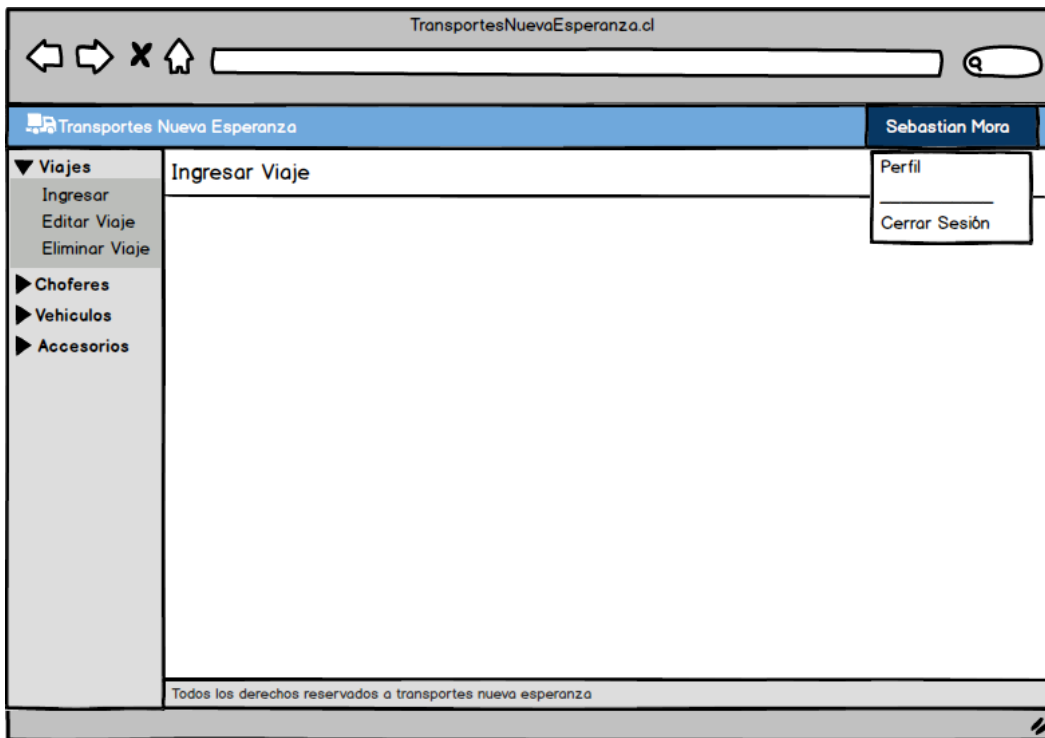 TransportesNuevaEsperanza.cl
Transportes Nueva Esperanza
Sebastian Mora
Perfil
Cerrar Sesión
Viajes
Ingresar
Editar Viaje
Eliminar Viaje
Choferes
Vehiculos
Accesorios
Ingresar Viaje
Todos los derechos reservados a transportes nueva esperanza